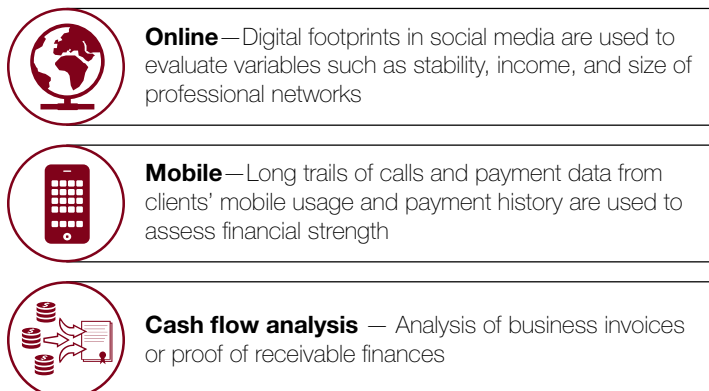 Online—Digital footprints in social media are used to
evaluate variables such as stability, income, and size of
professional networks
Mobile—Long trails of calls and payment data from
clients’ mobile usage and payment history are used to
assess financial strength
Cash flow analysis — Analysis of business invoices
or proof of receivable finances